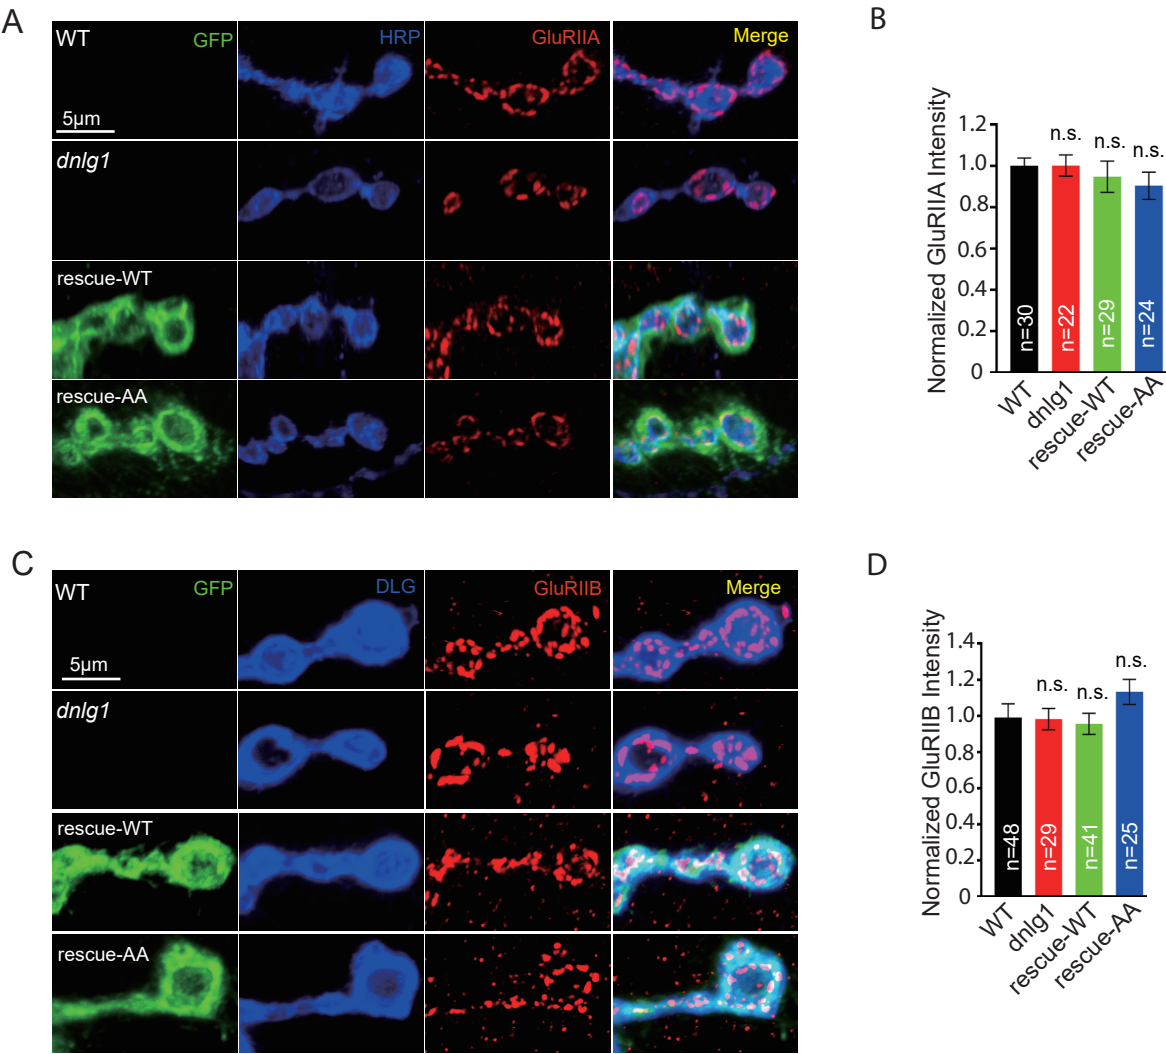 A
WT GFP HRP GluRIIA Merge
5µm
dnlg1
rescue-WT
rescue-AA
B
Normalized GluRIIA Intensity
1.2
1.0
0.8
0.6
0.4
0.2
0
n.s. n.s. n.s.
n=30 n=22 n=29 n=24
WT dnlg1 rescue-WT rescue-AA
C
WT GFP DLG GluRIIB Merge
5µm
dnlg1
rescue-WT
rescue-AA
D
Normalized GluRIIB Intensity
1.4
1.2
1.0
0.8
0.6
0.4
0.2
0
n.s. n.s. n.s.
n=48 n=29 n=41 n=25
WT dnlg1 rescue-WT rescue-AA